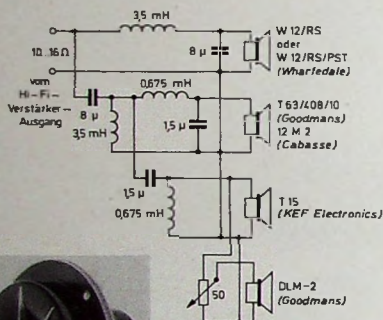 3,5 mH
W 12/RS
oder
W 12/RS/PST
(Wharfedale)
10...16 Ω
8 µ
vom
Hi-Fi-
Verstärker-
Ausgang
0,675 mH
8 µ
3,5 mH
1,5 µ
T 63/408/10
(Goodmans)
12 M 2
(Cabasse)
1,5 µ
0,675 mH
T 15
(KEF Electronics)
50
DLM-2
(Goodmans)